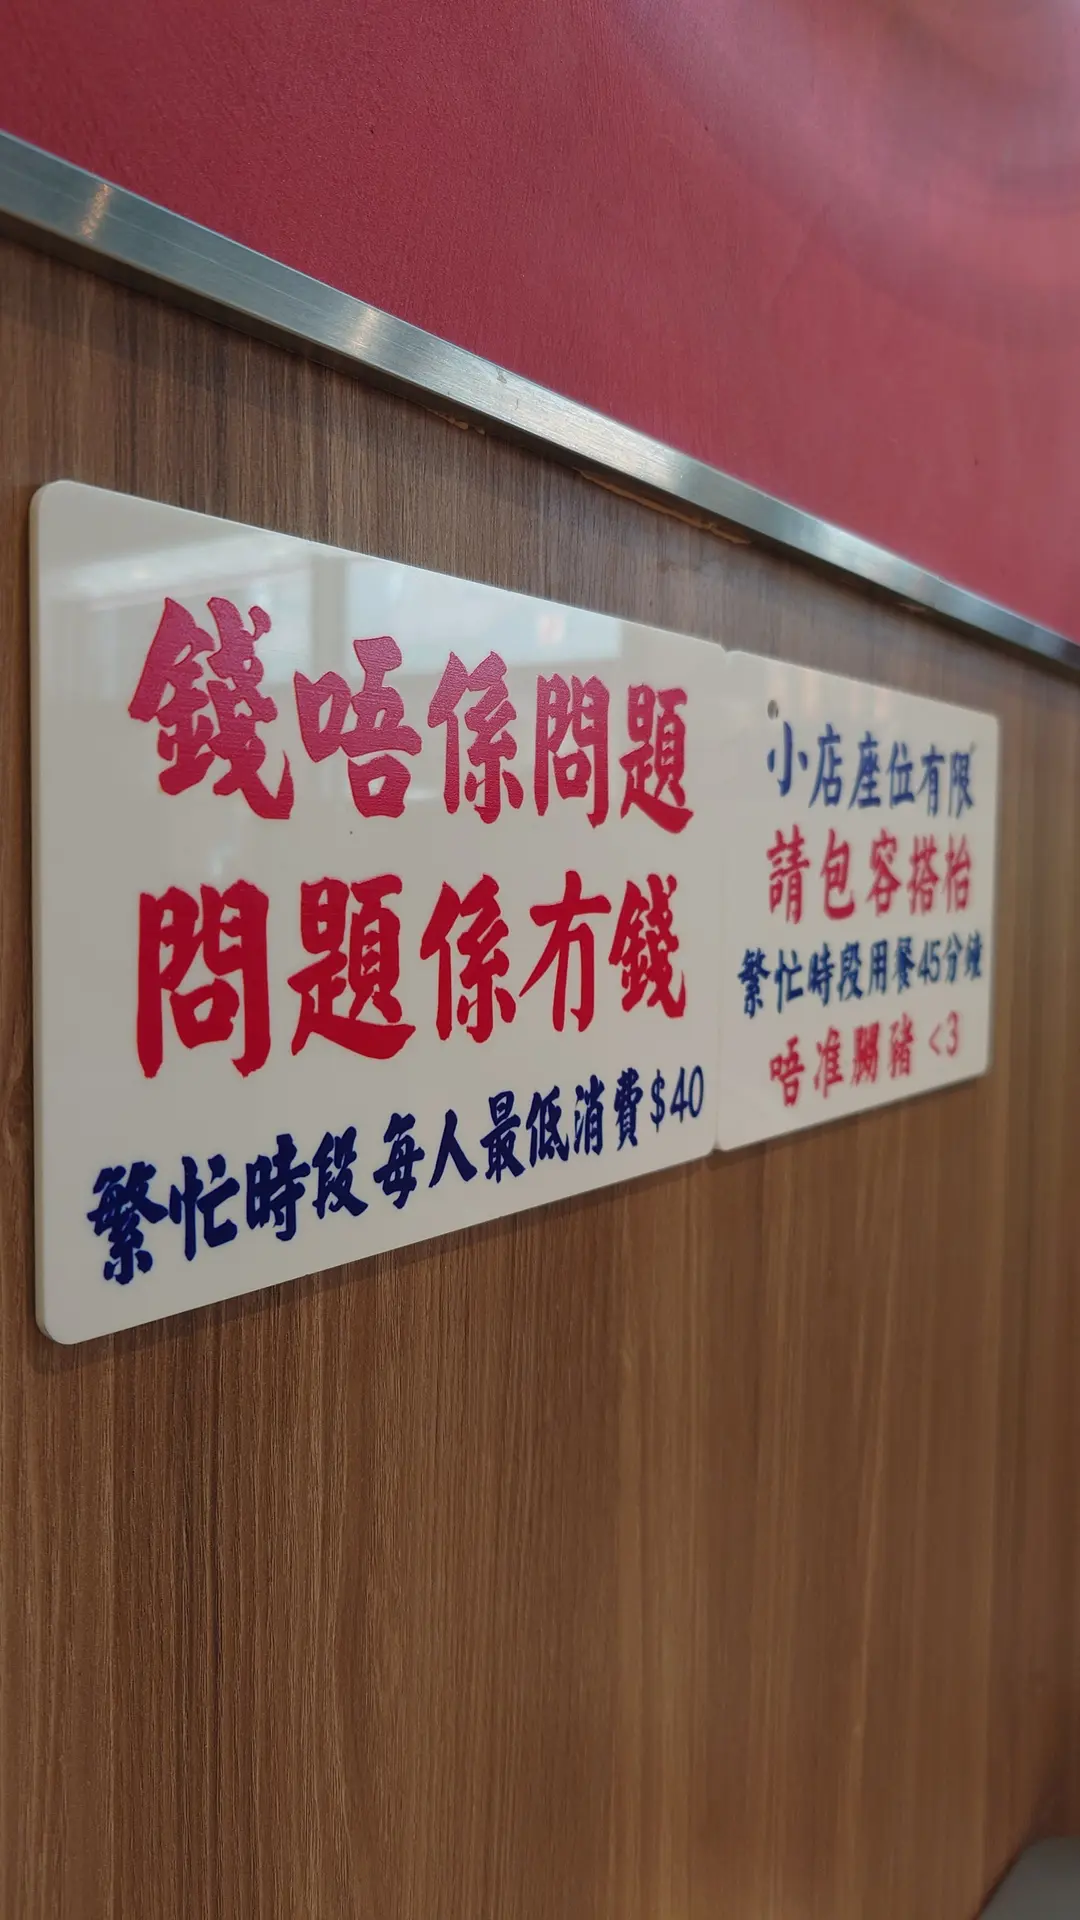 錢唔係問題
問題係冇錢
繁忙時段每人最低消費$40
小店座位有限
請包容搭枱
繁忙時段用餐45分鐘
唔准鬧豬 <3